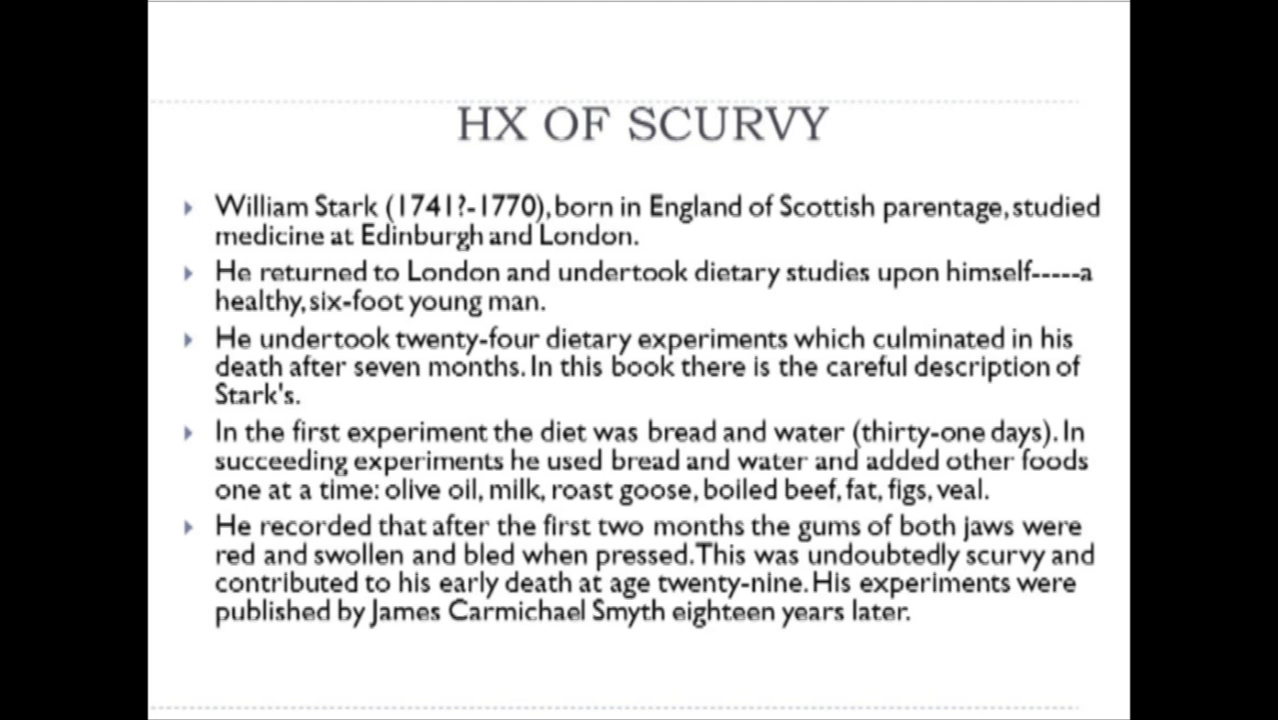 HX OF SCURVY
William Stark (1741?-1770), born in England of Scottish parentage, studied
medicine at Edinburgh and London.
He returned to London and undertook dietary studies upon himself-----a
healthy, six-foot young man.
He undertook twenty-four dietary experiments which culminated in his
death after seven months. In this book there is the careful description of
Stark's.
In the first experiment the diet was bread and water (thirty-one days). In
succeeding experiments he used bread and water and added other foods
one at a time: olive oil, milk, roast goose, boiled beef, fat, figs, veal.
He recorded that after the first two months the gums of both jaws were
red and swollen and bled when pressed. This was undoubtedly scurvy and
contributed to his early death at age twenty-nine. His experiments were
published by James Carmichael Smyth eighteen years later.